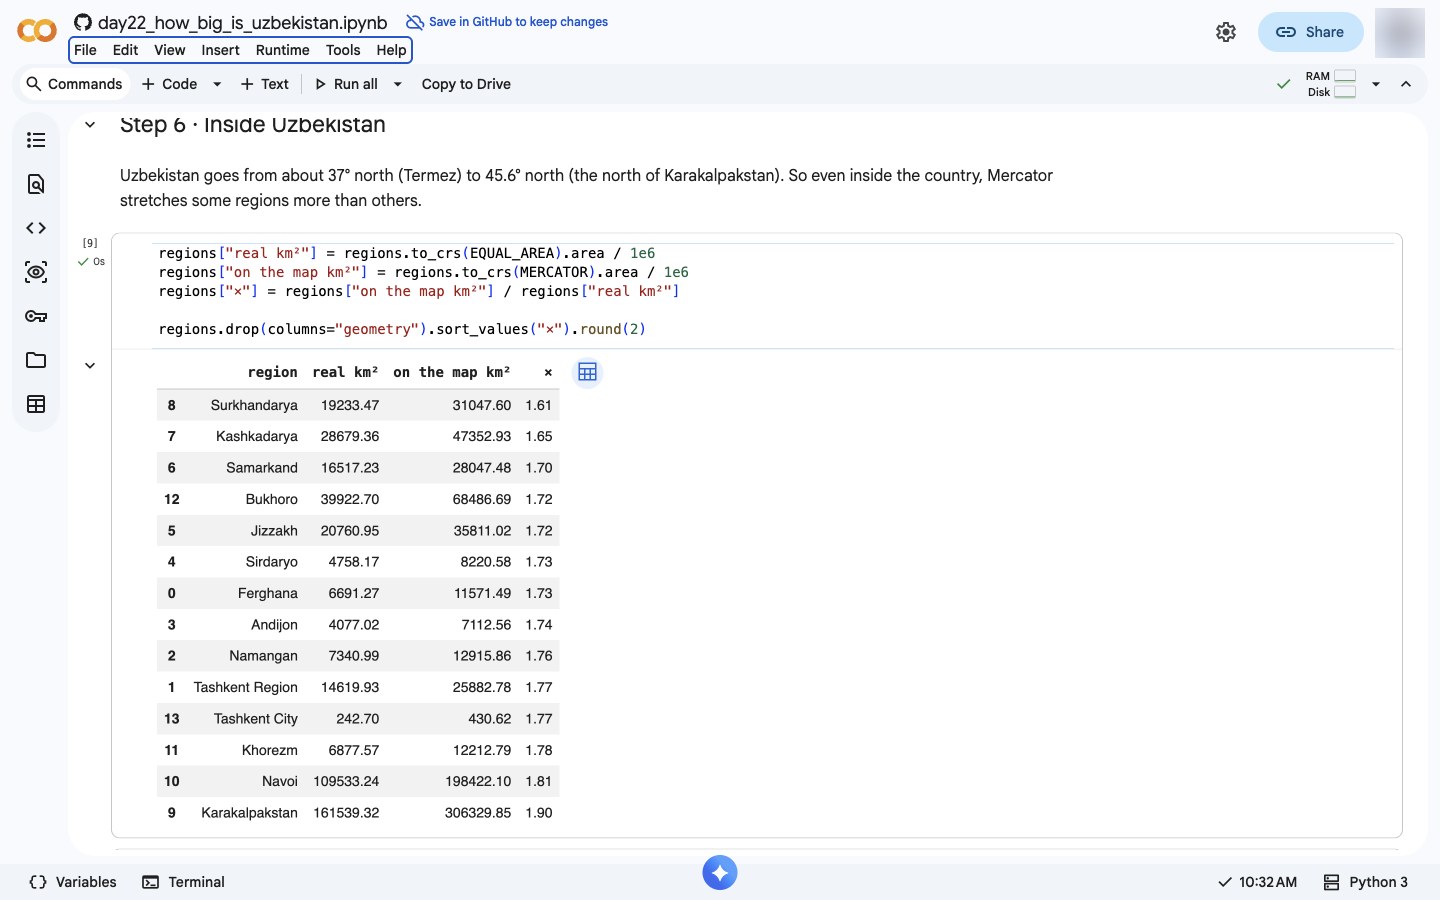 day22_how_big_is_uzbekistan.ipynb
Save in GitHub to keep changes
File Edit View Insert Runtime Tools Help
Share
Commands + Code + Text Run all Copy to Drive
RAM
Disk
Step 6 · Inside Uzbekistan
Uzbekistan goes from about 37° north (Termez) to 45.6° north (the north of Karakalpakstan). So even inside the country, Mercator
stretches some regions more than others.
[9]
0s
regions["real km²"] = regions.to_crs(EQUAL_AREA).area / 1e6
regions["on the map km²"] = regions.to_crs(MERCATOR).area / 1e6
regions["×"] = regions["on the map km²"] / regions["real km²"]
regions.drop(columns="geometry").sort_values("×").round(2)
region real km² on the map km² ×
8 Surkhandarya 19233.47 31047.60 1.61
7 Kashkadarya 28679.36 47352.93 1.65
6 Samarkand 16517.23 28047.48 1.70
12 Bukhoro 39922.70 68486.69 1.72
5 Jizzakh 20760.95 35811.02 1.72
4 Sirdaryo 4758.17 8220.58 1.73
0 Ferghana 6691.27 11571.49 1.73
3 Andijon 4077.02 7112.56 1.74
2 Namangan 7340.99 12915.86 1.76
1 Tashkent Region 14619.93 25882.78 1.77
13 Tashkent City 242.70 430.62 1.77
11 Khorezm 6877.57 12212.79 1.78
10 Navoi 109533.24 198422.10 1.81
9 Karakalpakstan 161539.32 306329.85 1.90
Variables Terminal
10:32 AM Python 3